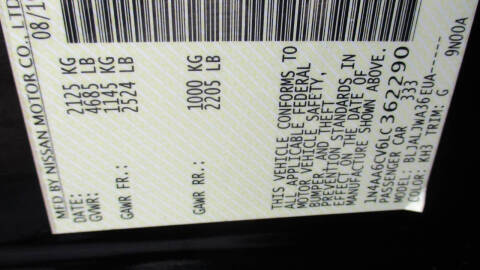 MFD BY NISSAN MOTOR CO., LTD
DATE: 08/1
GVWR: 2125 KG
4685 LB
GAWR FR.: 1145 KG
2524 LB
GAWR RR.: 1000 KG
2205 LB
THIS VEHICLE CONFORMS TO
ALL APPLICABLE FEDERAL
MOTOR VEHICLE SAFETY,
BUMPER, AND THEFT
PREVENTION STANDARDS IN
EFFECT ON THE DATE OF
MANUFACTURE SHOWN ABOVE.
1N4AA6CV6LC362290
PASSENGER CAR 333
MODEL: BLJALJWA36EUA-----
COLOR: KH3 TRIM: G 9N00A